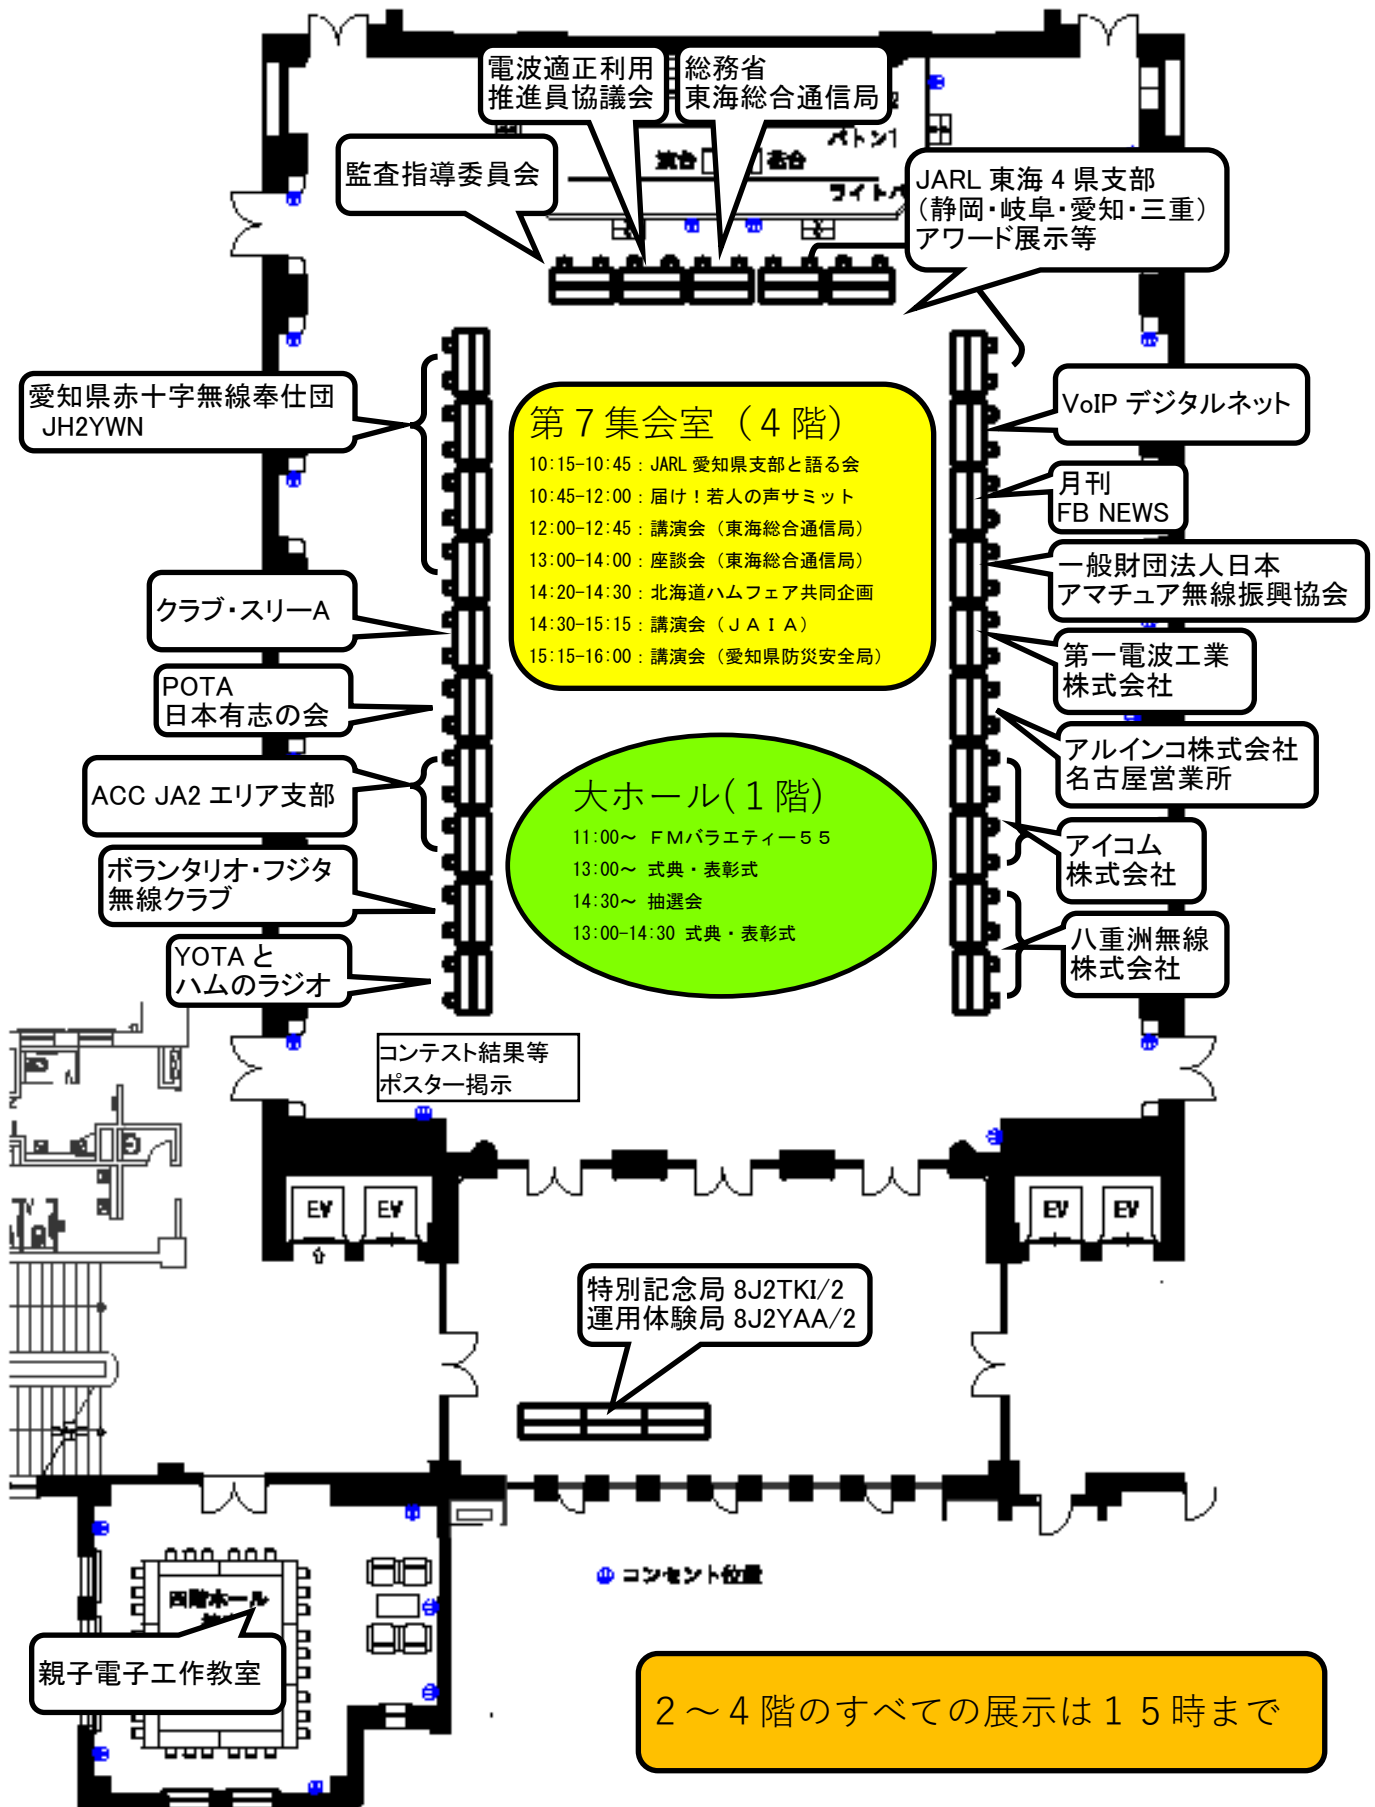 電波適正利用
推進員協議会
総務省
東海総合通信局
バトン1
演台
花台
監査指導委員会
JARL 東海 4 県支部
（静岡・岐阜・愛知・三重）
アワード展示等
愛知県赤十字無線奉仕団
JH2YWN
クラブ・スリーA
POTA
日本有志の会
ACC JA2 エリア支部
ボランタリオ・フジタ
無線クラブ
YOTA と
ハムのラジオ
第７集会室（４階）
10:15-10:45：JARL 愛知県支部と語る会
10:45-12:00：届け！若人の声サミット
12:00-12:45：講演会（東海総合通信局）
13:00-14:00：座談会（東海総合通信局）
14:20-14:30：北海道ハムフェア共同企画
14:30-15:15：講演会（ＪＡＩＡ）
15:15-16:00：講演会（愛知県防災安全局）
大ホール(１階)
11:00～ ＦＭバラエティー５５
13:00～ 式典・表彰式
14:30～ 抽選会
13:00-14:30 式典・表彰式
VoIP デジタルネット
月刊
FB NEWS
一般財団法人日本
アマチュア無線振興協会
第一電波工業
株式会社
アルインコ株式会社
名古屋営業所
アイコム
株式会社
八重洲無線
株式会社
コンテスト結果等
ポスター掲示
EV
EV
EV
EV
特別記念局 8J2TKI/2
運用体験局 8J2YAA/2
コンセント位置
四階ホール
親子電子工作教室
２～４階のすべての展示は１５時まで